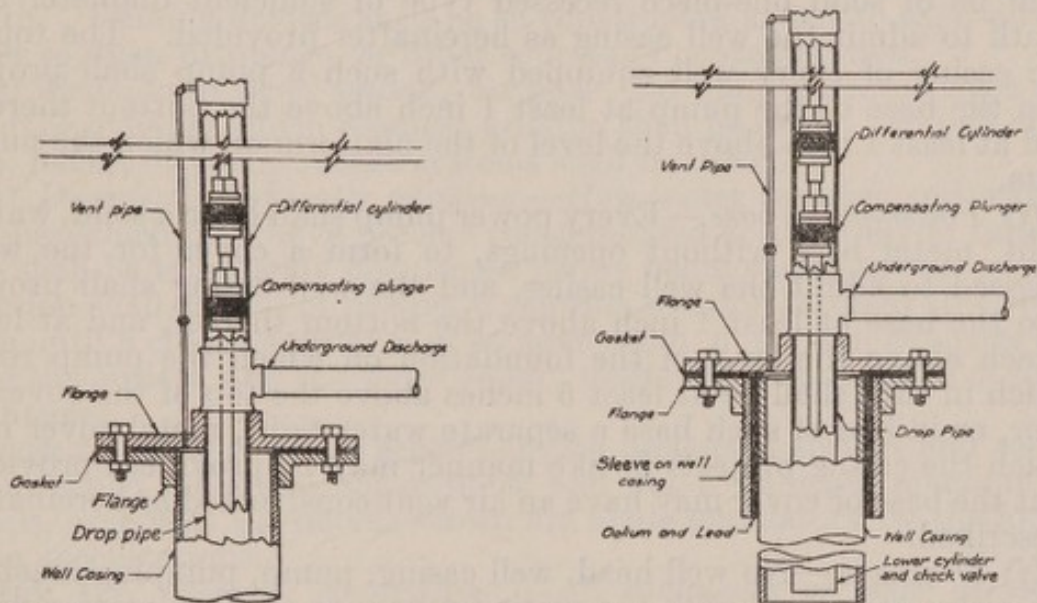 Vent pipe
Differential cylinder
Compensating plunger
Underground Discharge
Flange
Gasket
Flange
Drop pipe
Well Casing
Differential Cylinder
Vent Pipe
Compensating Plunger
Underground Discharge
Flange
Gasket
Flange
Drop Pipe
Sleeve on well
casing
Oakum and Lead
Well Casing
Lower cylinder
and check valve